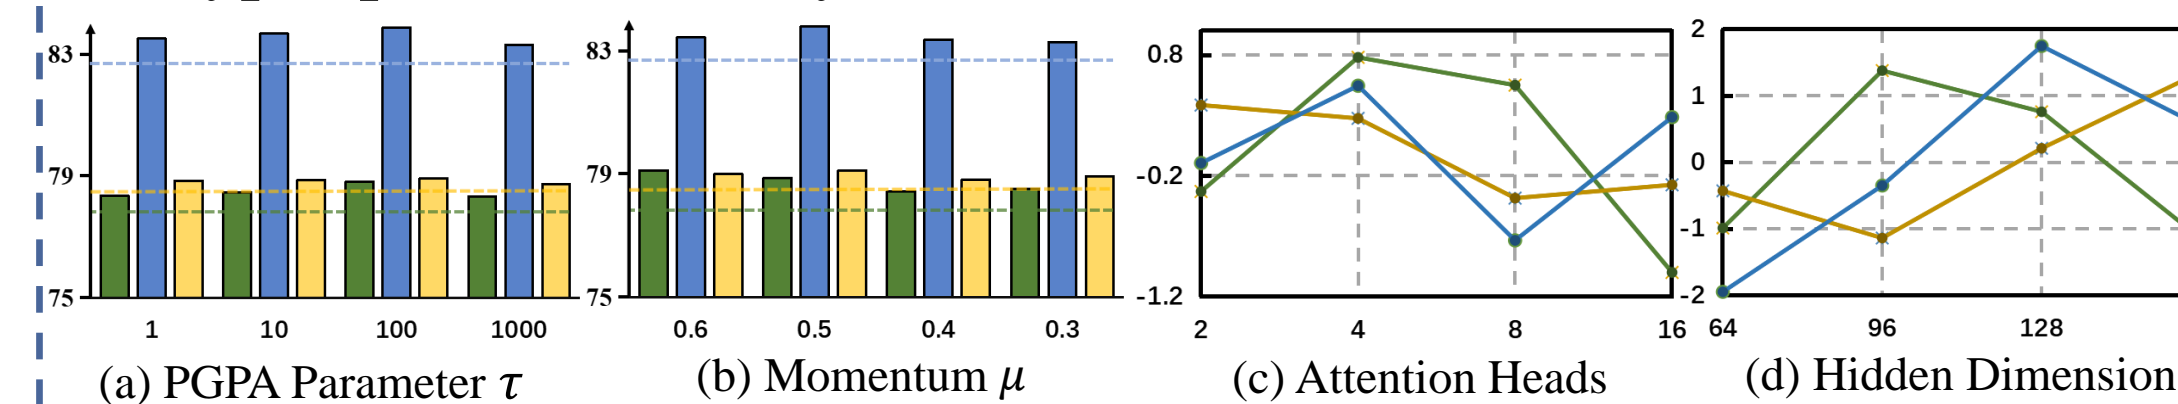 83
79
75
1 10 100 1000
(a) PGPA Parameter τ
83
79
75
0.6 0.5 0.4 0.3
(b) Momentum μ
0.8
-0.2
-1.2
2 4 8 16
(c) Attention Heads
2
1
0
-1
-2
64 96 128
(d) Hidden Dimension